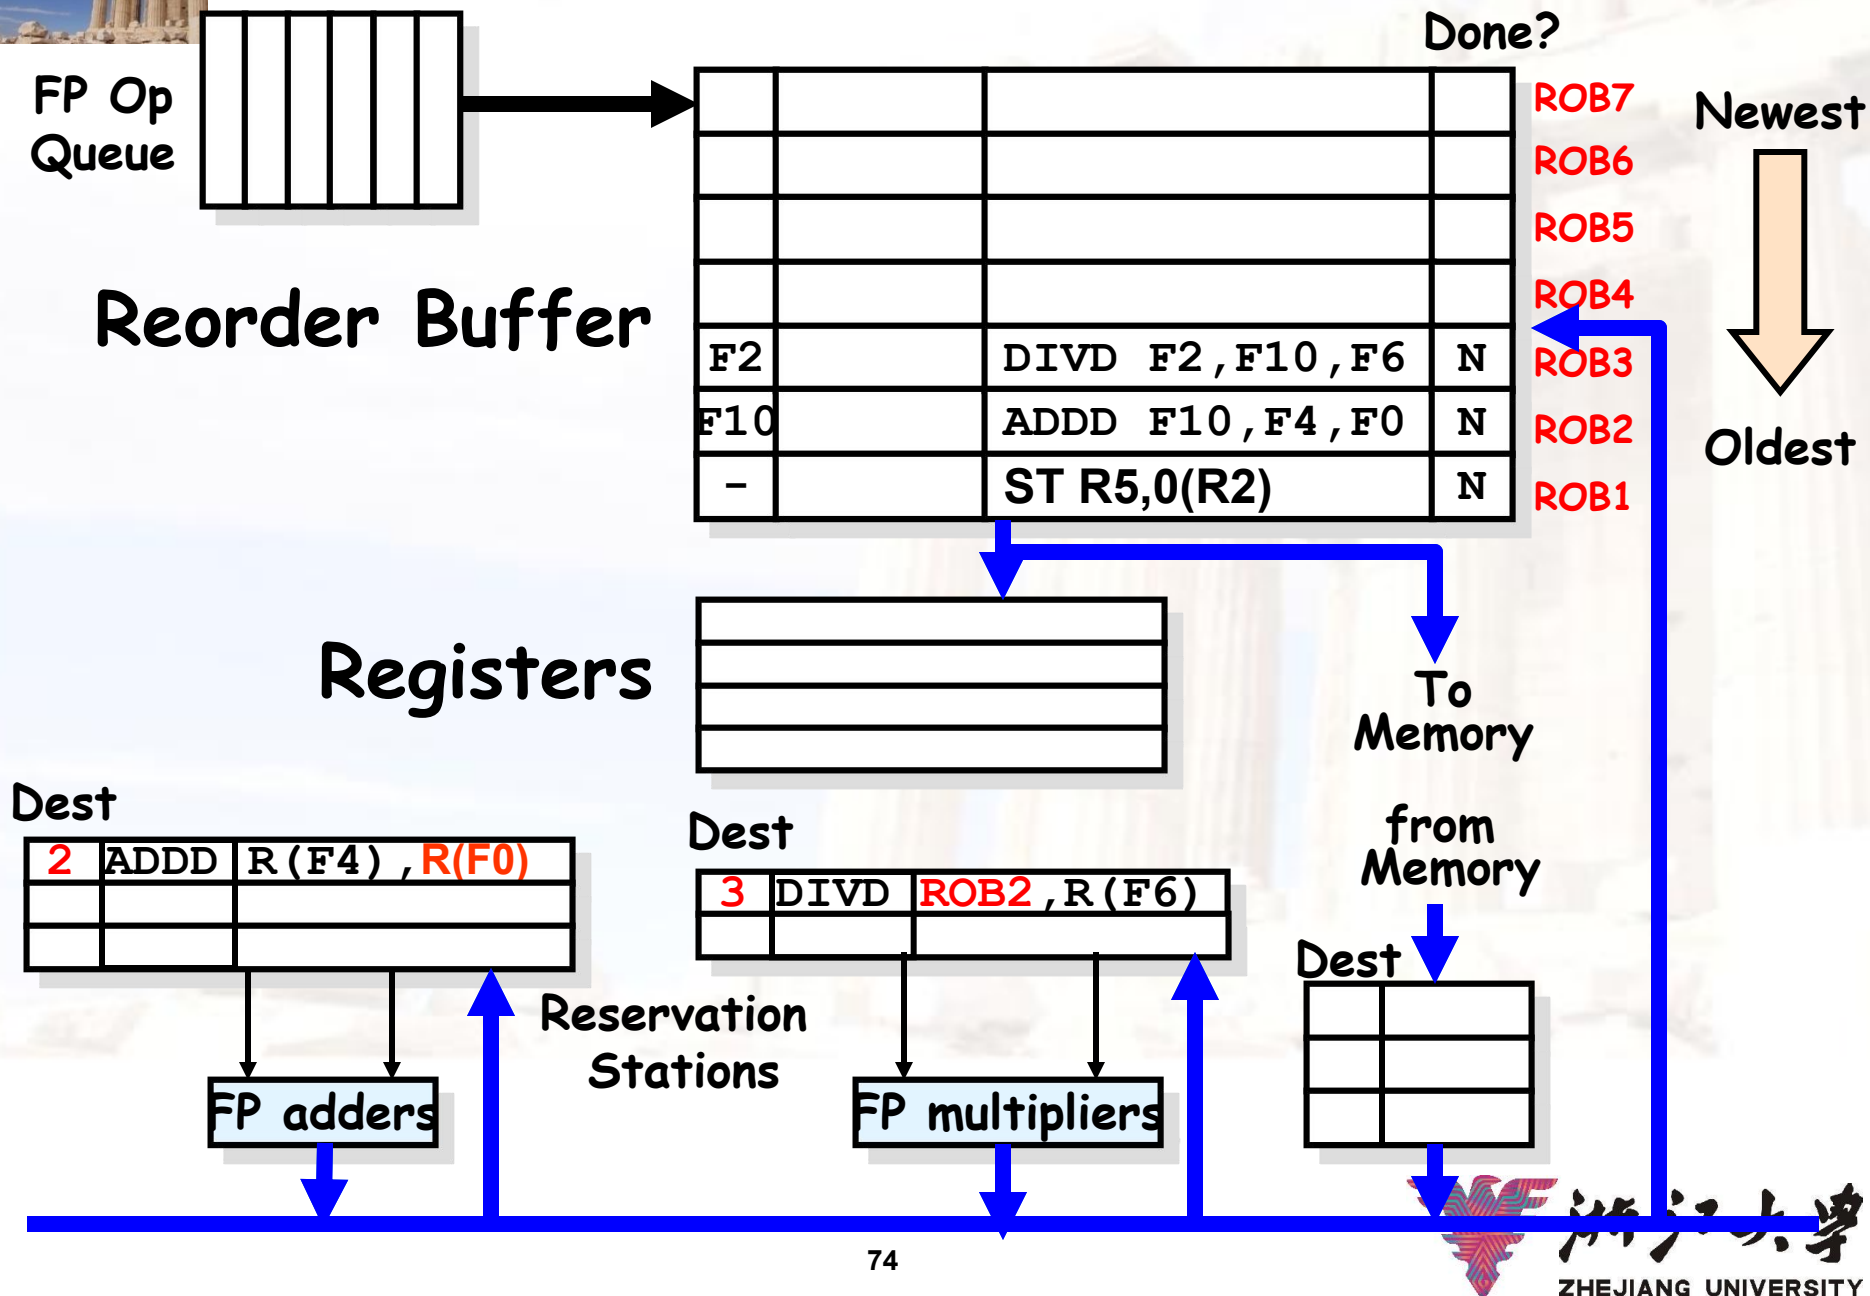 Done?
FP Op
Queue
ROB7
Newest
ROB6
ROB5
ROB4
Reorder Buffer
F2 DIVD F2,F10,F6 N ROB3
F10 ADDD F10,F4,F0 N ROB2
Oldest
- ST R5,0(R2) N ROB1
Registers
To
Memory
Dest
2 ADDD R(F4),R(F0)
Dest
3 DIVD ROB2,R(F6)
from
Memory
Dest
Reservation
Stations
FP adders
FP multipliers
74
浙江大學
ZHEJIANG UNIVERSITY